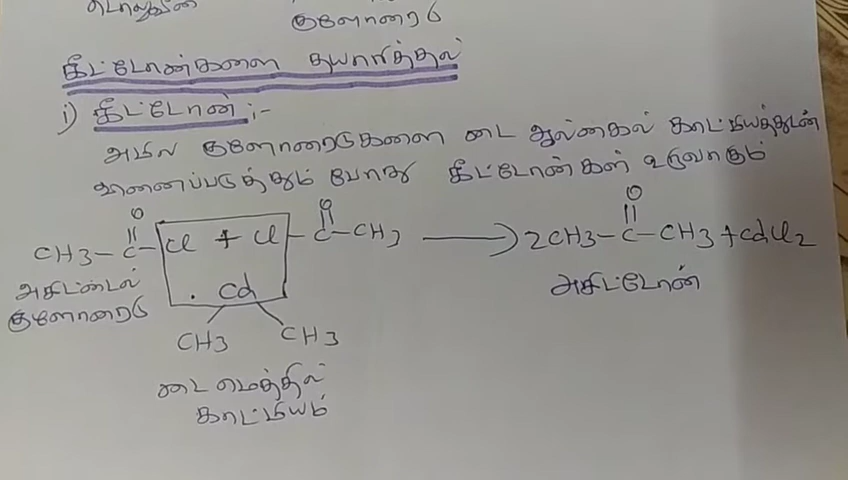 குளோரைடு
கீட்டோன்களை தயாரித்தல்
i) கீட்டோன் :-
அமில குளோரைடுகளை டை ஆல்கைல் காட்மியத்துடன்
வினைப்படுத்தும் போது கீட்டோன்கள் உருவாகும்
O O O
CH3-C-Cl + Cl-C-CH3 ⟶ 2CH3-C-CH3 + CdCl2
அசிட்டைல் . Cd அசிட்டோன்
குளோரைடு
CH3 CH3
டை மெத்தில்
காட்மியம்